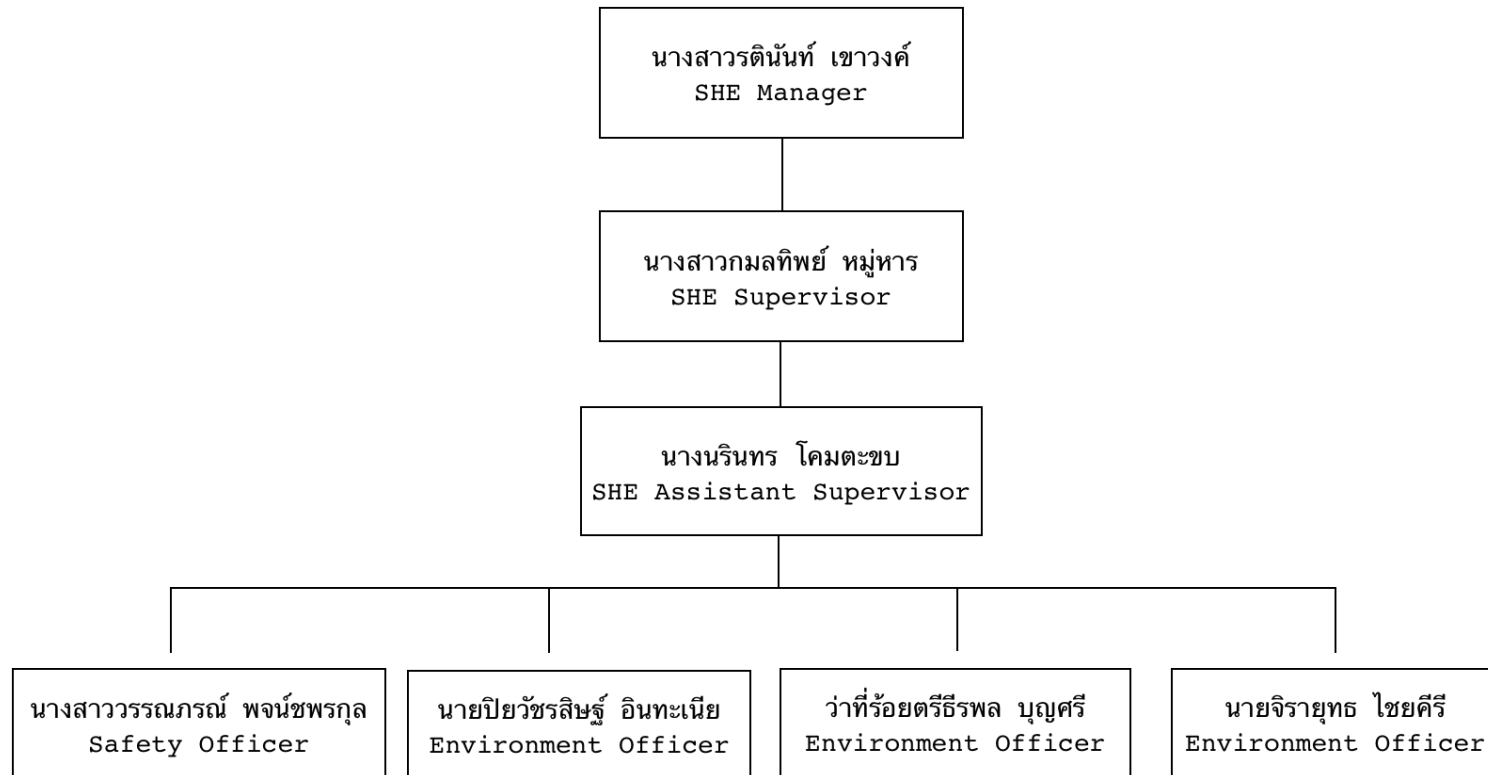 นางสาวรตินันท์ เขาวงค์
SHE Manager
นางสาวกมลทิพย์ หมู่หาร
SHE Supervisor
นางนรินทร โคมตะขบ
SHE Assistant Supervisor
นางสาววรรณภรณ์ พจน์ชพรกุล
Safety Officer
นายปิยวัชรสิษฐ์ อินทะเนีย
Environment Officer
ว่าที่ร้อยตรีธีรพล บุญศรี
Environment Officer
นายจิรายุทธ ไชยคีรี
Environment Officer